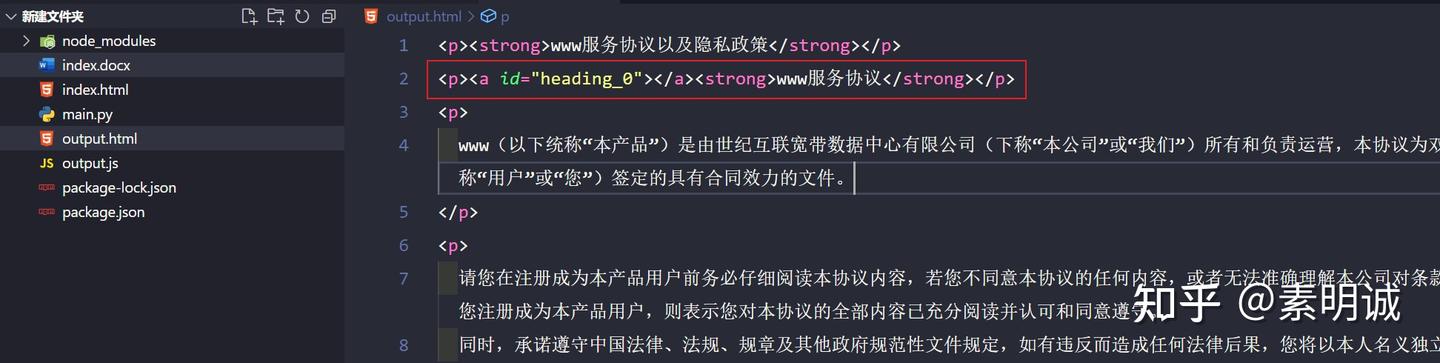 新建文件夹
node_modules
index.docx
index.html
main.py
output.html
JS output.js
package-lock.json
package.json
output.html > p
1 <p><strong>www服务协议以及隐私政策</strong></p>
2 <p><a id="heading_0"></a><strong>www服务协议</strong></p>
3 <p>
4 www（以下统称“本产品”）是由世纪互联宽带数据中心有限公司（下称“本公司”或“我们”）所有和负责运营，本协议为双
称“用户”或“您”）签定的具有合同效力的文件。
5 </p>
6 <p>
7 请您在注册成为本产品用户前务必仔细阅读本协议内容，若您不同意本协议的任何内容，或者无法准确理解本公司对条款
您注册成为本产品用户，则表示您对本协议的全部内容已充分阅读并认可和同意遵守
8 同时，承诺遵守中国法律、法规、规章及其他政府规范性文件规定，如有违反而造成任何法律后果，您将以本人名义独立
知乎 @素明诚